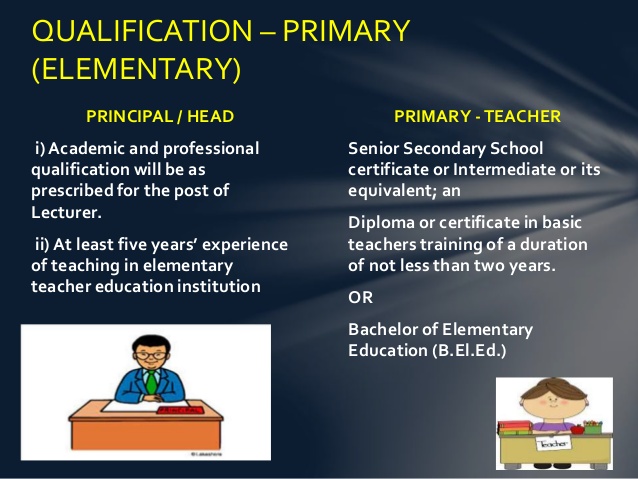 QUALIFICATION – PRIMARY
(ELEMENTARY)
PRINCIPAL / HEAD
i) Academic and professional
qualification will be as
prescribed for the post of
Lecturer.
ii) At least five years’ experience
of teaching in elementary
teacher education institution
PRIMARY - TEACHER
Senior Secondary School
certificate or Intermediate or its
equivalent; an
Diploma or certificate in basic
teachers training of a duration
of not less than two years.
OR
Bachelor of Elementary
Education (B.El.Ed.)
PRINCIPAL
© Lakeshore
Teacher